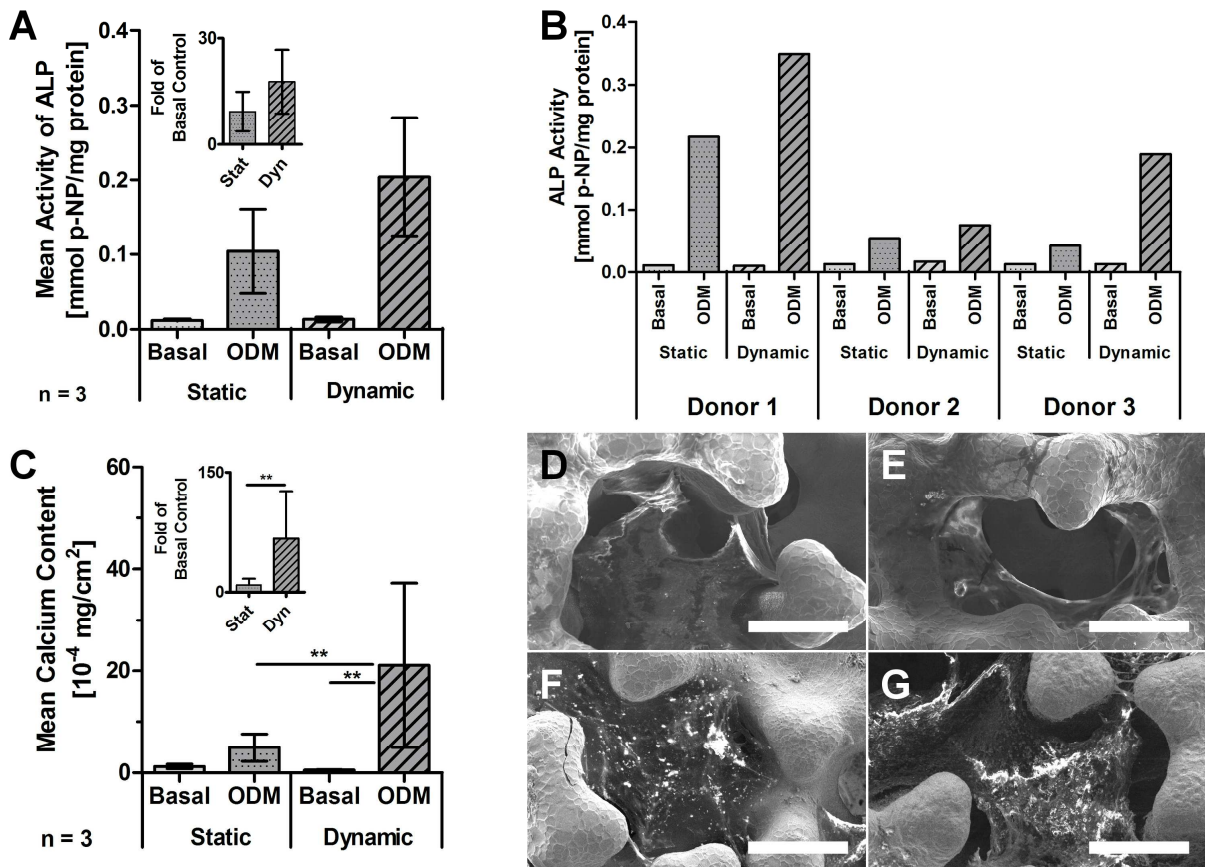 A
Mean Activity of ALP
[mmol p-NP/mg protein]
0.4
0.3
0.2
0.1
0.0
Fold of
Basal Control
30
0
Stat
Dyn
Basal ODM Basal ODM
Static Dynamic
n = 3
B
ALP Activity
[mmol p-NP/mg protein]
0.4
0.3
0.2
0.1
0.0
Basal ODM Basal ODM Basal ODM Basal ODM Basal ODM Basal ODM
Static Dynamic Static Dynamic Static Dynamic
Donor 1 Donor 2 Donor 3
C
Mean Calcium Content
[10-4 mg/cm2]
60
40
20
0
Fold of
Basal Control
150
0
**
Stat
Dyn
**
**
Basal ODM Basal ODM
Static Dynamic
n = 3
D
E
F
G